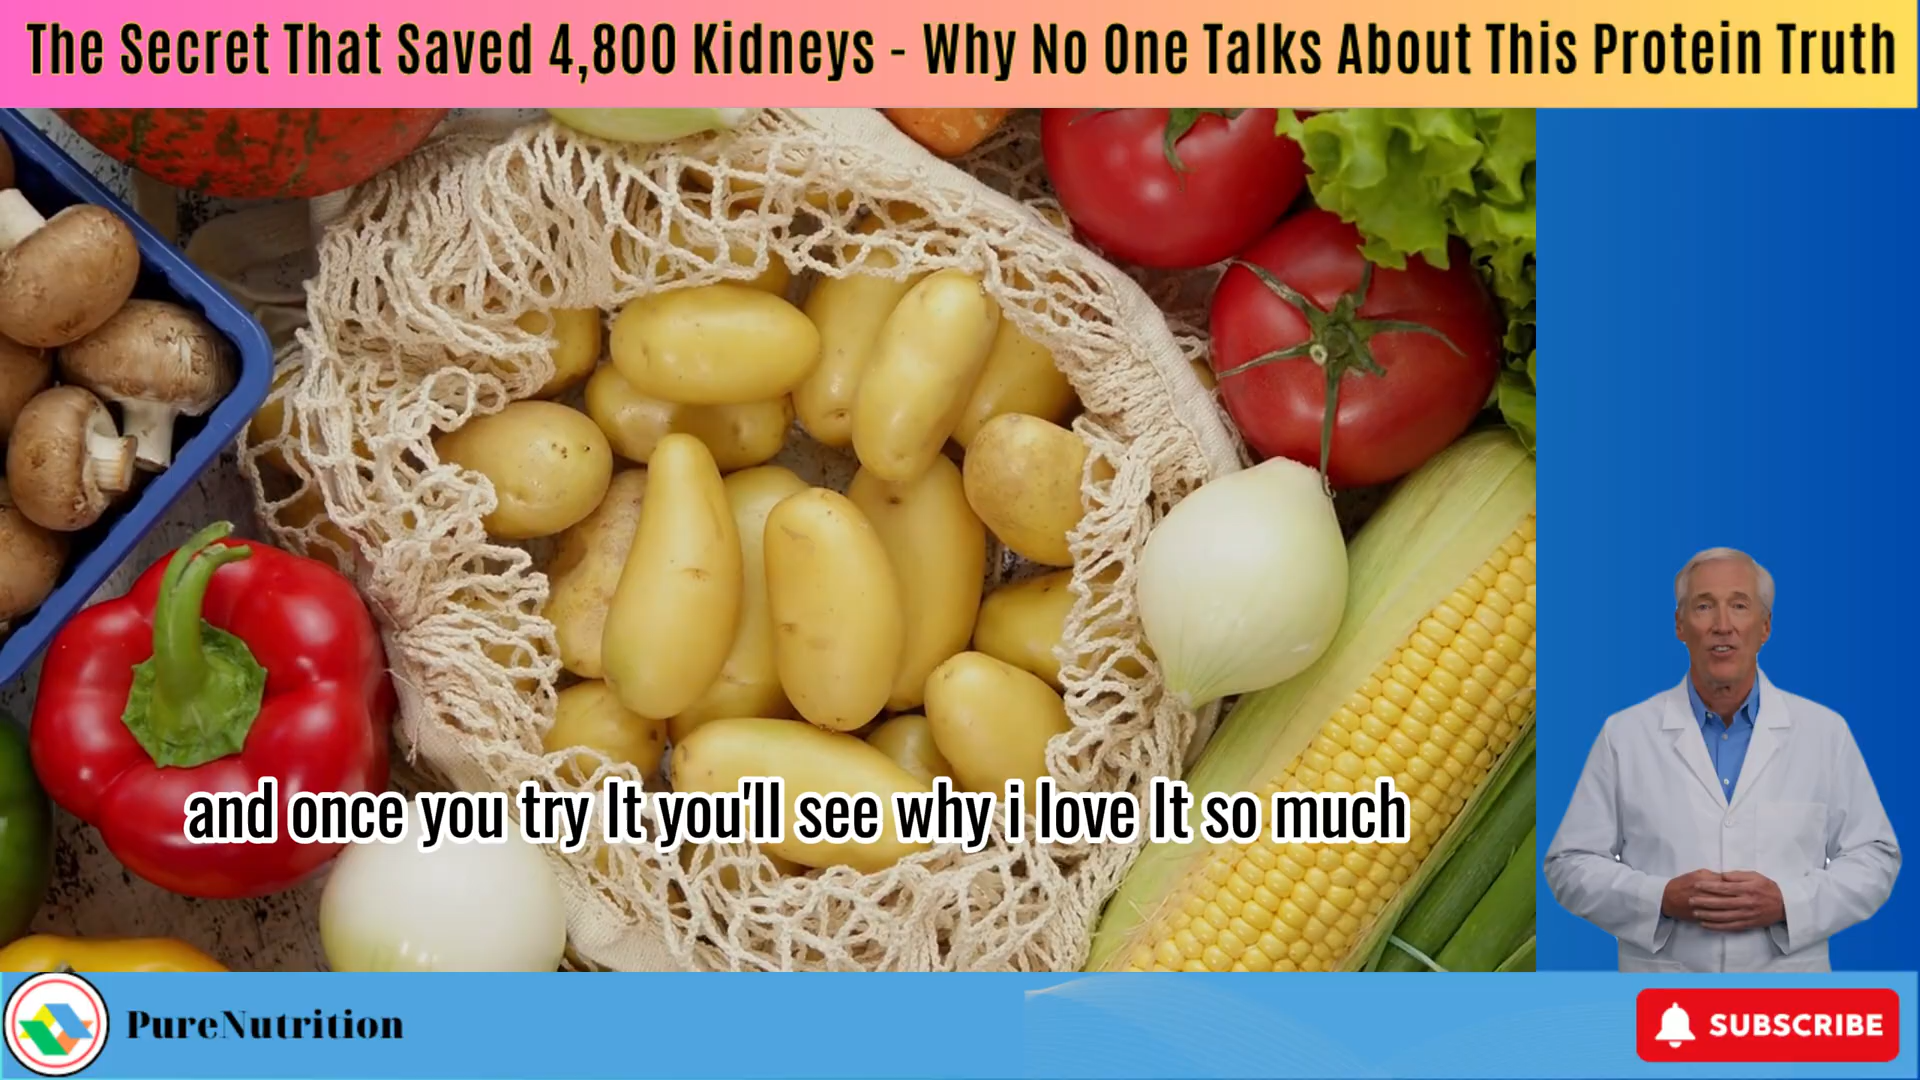 The Secret That Saved 4,800 Kidneys - Why No One Talks About This Protein Truth
and once you try It you'll see why i love It so much
PureNutrition
SUBSCRIBE